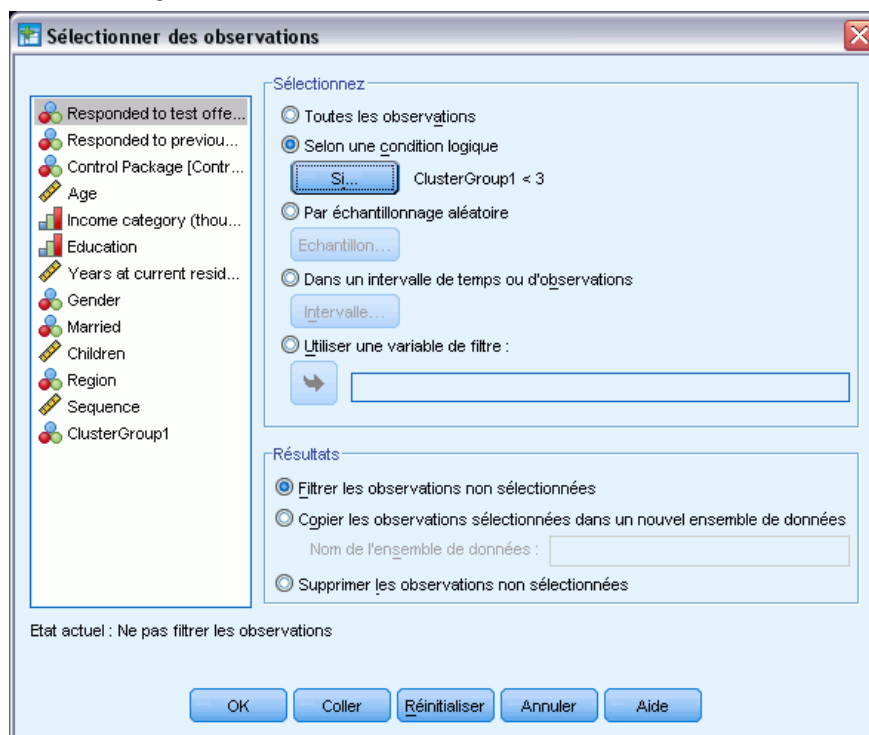 Sélectionner des observations
Responded to test offe...
Responded to previou...
Control Package [Contr...
Age
Income category (thou...
Education
Years at current resid...
Gender
Married
Children
Region
Sequence
ClusterGroup1
Sélectionnez
Toutes les observations
Selon une condition logique
Si... ClusterGroup1 < 3
Par échantillonnage aléatoire
Echantillon...
Dans un intervalle de temps ou d'observations
Intervalle...
Utiliser une variable de filtre :
Résultats
Filtrer les observations non sélectionnées
Copier les observations sélectionnées dans un nouvel ensemble de données
Nom de l'ensemble de données :
Supprimer les observations non sélectionnées
Etat actuel : Ne pas filtrer les observations
OK Coller Réinitialiser Annuler Aide